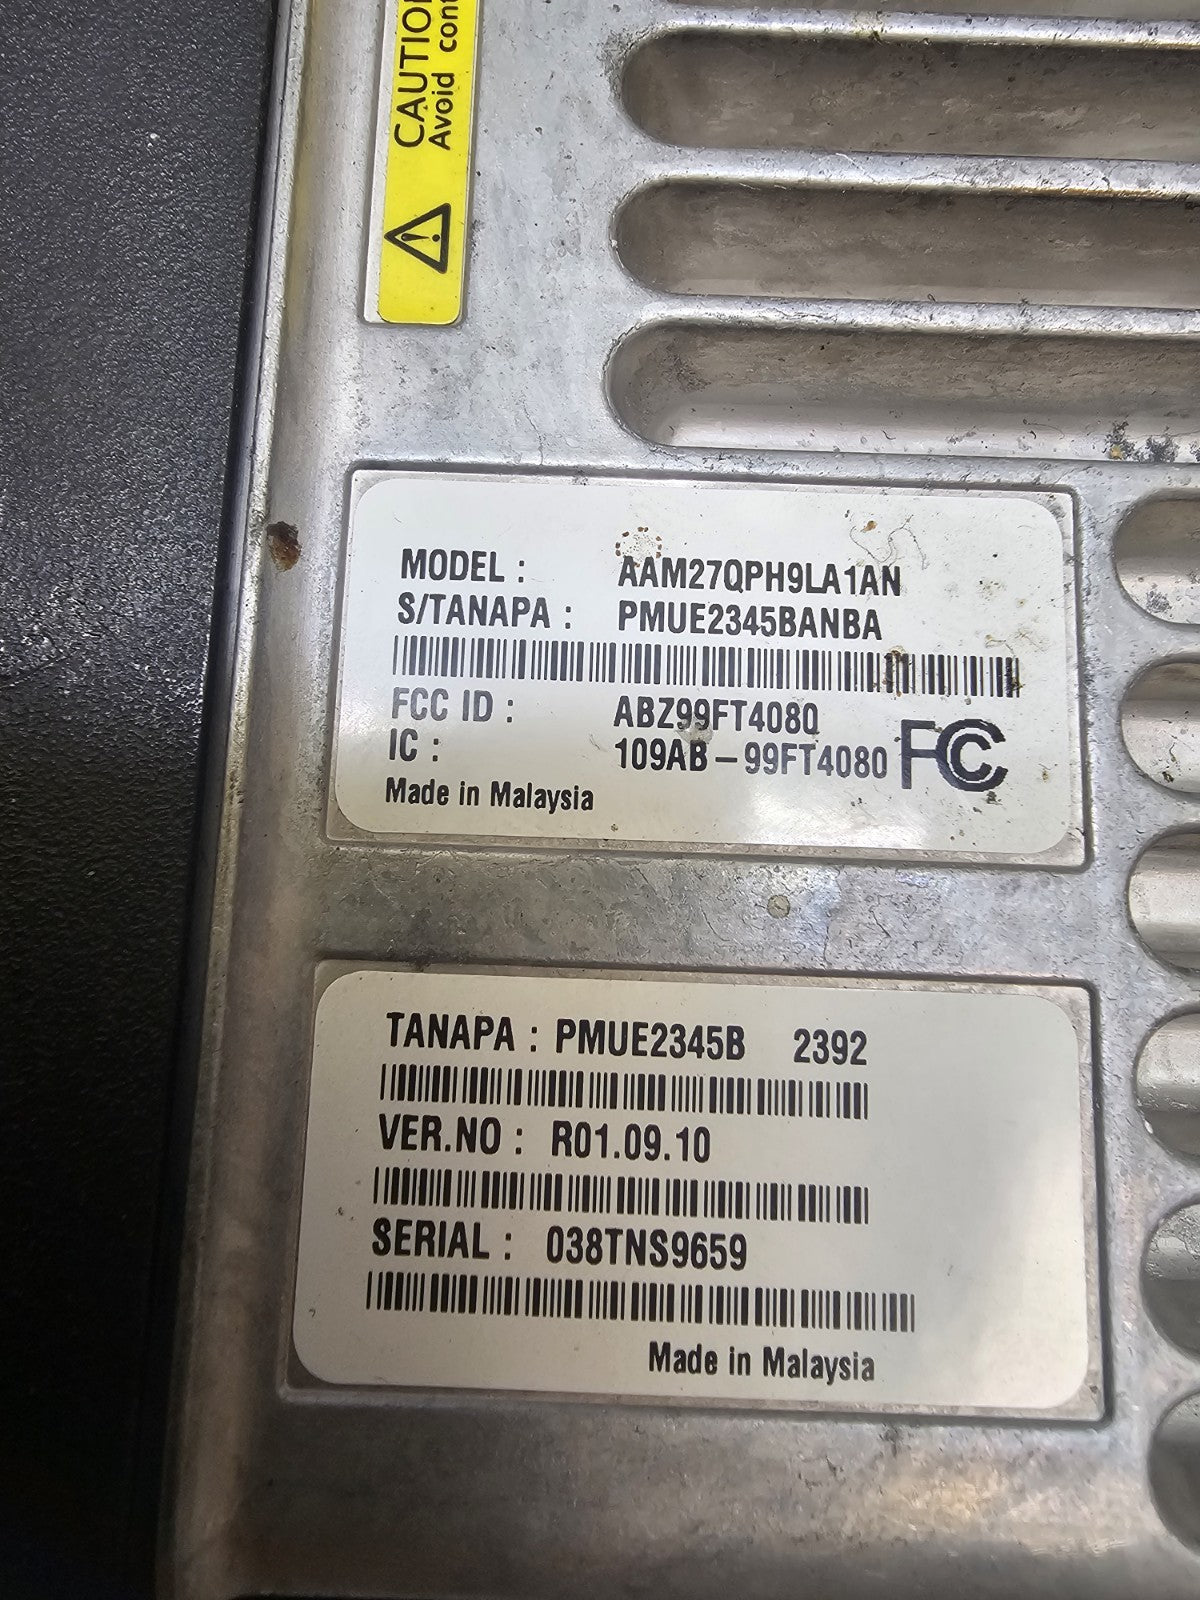 CAUTION
Avoid
MODEL : AAM27QPH9LA1AN
S/TANAPA : PMUE2345BANBA
FCC ID : ABZ99FT4080
IC : 109AB-99FT4080
FC
Made in Malaysia
TANAPA : PMUE2345B 2392
VER.NO : R01.09.10
SERIAL : 038TNS9659
Made in Malaysia